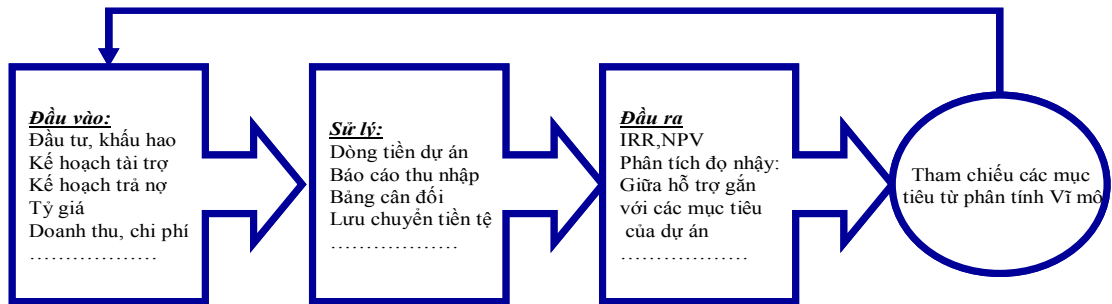 Đầu vào:
Đầu tư, khấu hao
Kế hoạch tài trợ
Kế hoạch trả nợ
Tỷ giá
Doanh thu, chi phí
………………
Sử lý:
Dòng tiền dự án
Báo cáo thu nhập
Bảng cân đối
Lưu chuyển tiền tệ
………………
Đầu ra
IRR,NPV
Phân tích đọ nhậy:
Giữa hỗ trợ gắn
với các mục tiêu
của dự án
………………
Tham chiếu các mục
tiêu từ phân tính Vĩ mô